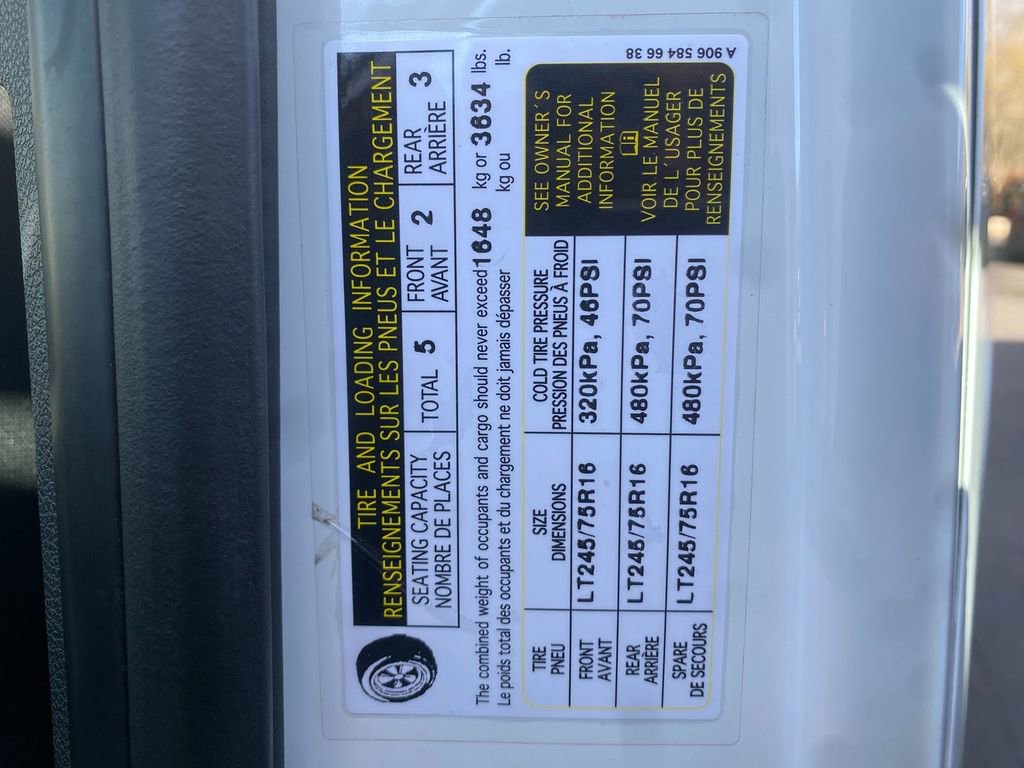 TIRE AND LOADING INFORMATION
RENSEIGNEMENTS SUR LES PNEUS ET LE CHARGEMENT
SEATING CAPACITY TOTAL 5 FRONT 2 REAR 3
NOMBRE DE PLACES AVANT ARRIÈRE
The combined weight of occupants and cargo should never exceed 1648 kg or 3634 lbs.
Le poids total des occupants et du chargement ne doit jamais dépasser kg ou lb.
TIRE SIZE COLD TIRE PRESSURE
PNEU DIMENSIONS PRESSION DES PNEUS À FROID
FRONT LT245/75R16 320kPa, 46PSI
AVANT
REAR LT245/75R16 480kPa, 70PSI
ARRIÈRE
SPARE LT245/75R16 480kPa, 70PSI
DE SECOURS
SEE OWNER'S
MANUAL FOR
ADDITIONAL
INFORMATION
VOIR LE MANUEL
DE L'USAGER
POUR PLUS DE
RENSEIGNEMENTS
A 906 584 66 38